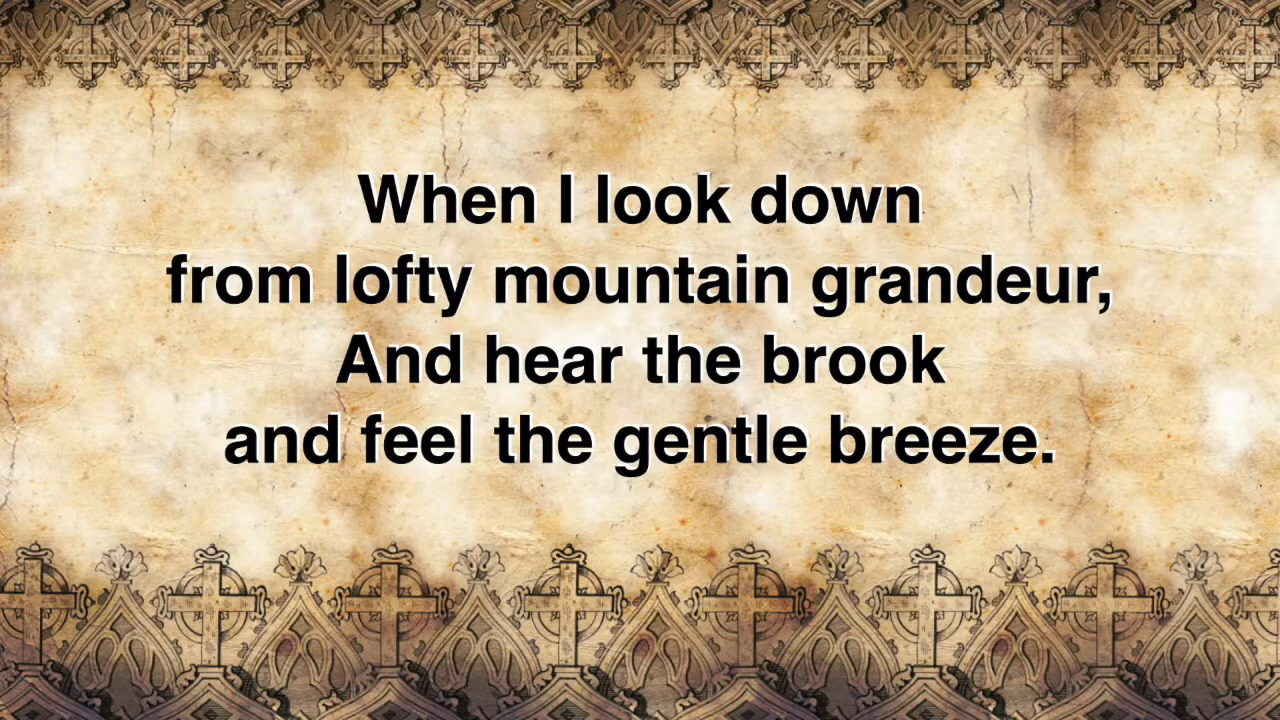 When I look down
from lofty mountain grandeur,
And hear the brook
and feel the gentle breeze.